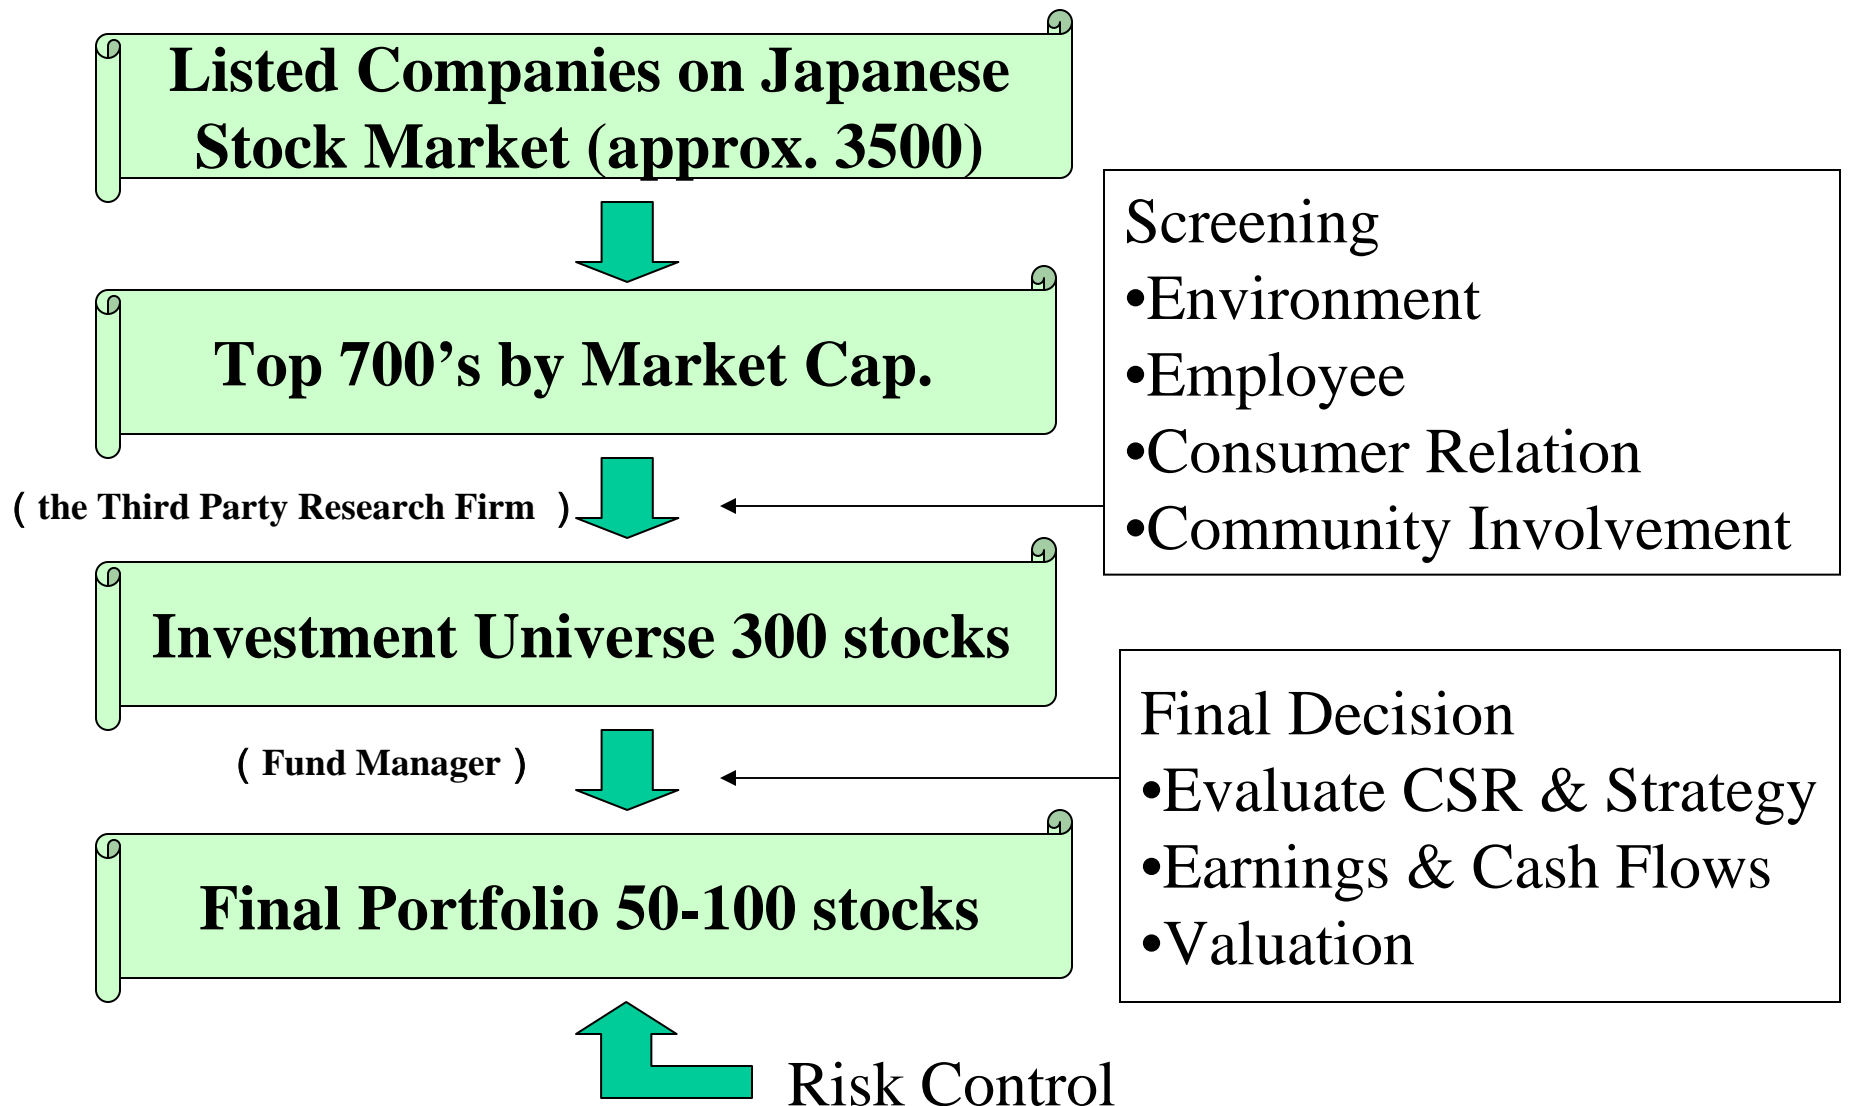 Listed Companies on Japanese
Stock Market (approx. 3500)
Top 700’s by Market Cap.
( the Third Party Research Firm )
Screening
•Environment
•Employee
•Consumer Relation
•Community Involvement
Investment Universe 300 stocks
( Fund Manager )
Final Decision
•Evaluate CSR & Strategy
•Earnings & Cash Flows
•Valuation
Final Portfolio 50-100 stocks
Risk Control